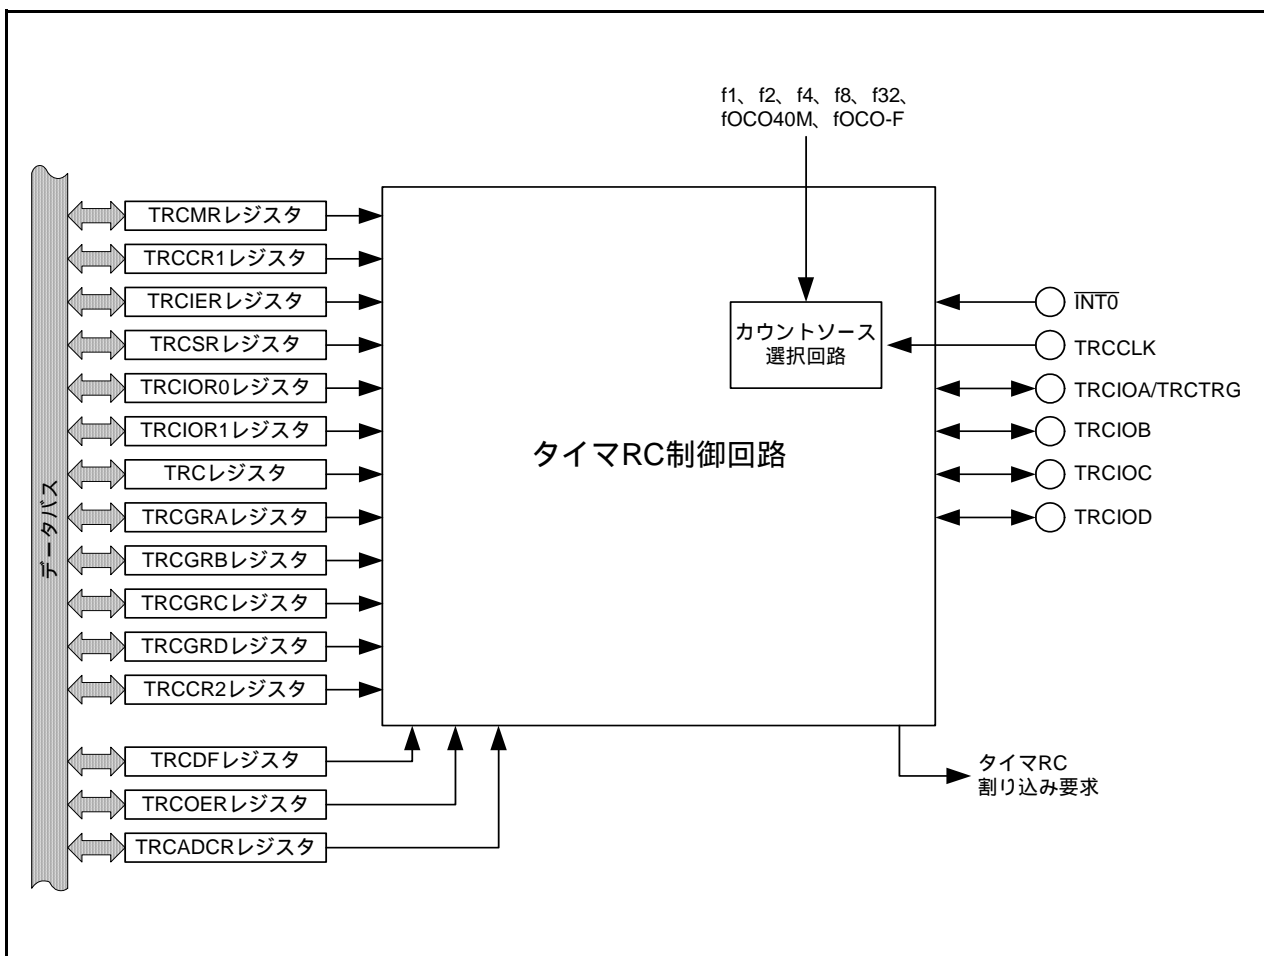 f1、f2、f4、f8、f32、
fOCO40M、fOCO-F
データバス
TRCMRレジスタ
TRCCR1レジスタ
TRCIERレジスタ
TRCSRレジスタ
TRCIOR0レジスタ
TRCIOR1レジスタ
TRCレジスタ
TRCGRAレジスタ
TRCGRBレジスタ
TRCGRCレジスタ
TRCGRDレジスタ
TRCCR2レジスタ
TRCDFレジスタ
TRCOERレジスタ
TRCADCRレジスタ
カウントソース
選択回路
タイマRC制御回路
INT0
TRCCLK
TRCIOA/TRCTRG
TRCIOB
TRCIOC
TRCIOD
タイマRC
割り込み要求